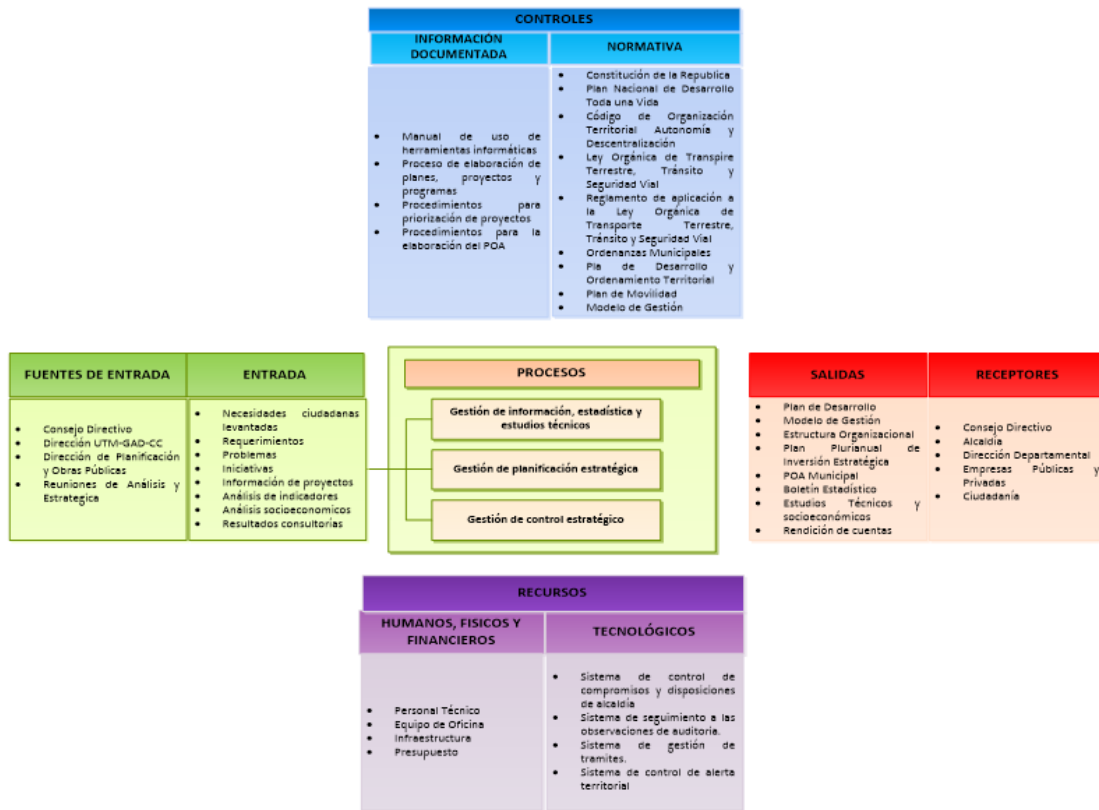 CONTROLES
INFORMACIÓN
DOCUMENTADA
NORMATIVA
• Manual de uso de
herramientas informáticas
• Proceso de elaboración de
planes, proyectos y
programas
• Procedimientos para
priorización de proyectos
• Procedimientos para la
elaboración del POA
• Constitución de la Republica
• Plan Nacional de Desarrollo
Toda una Vida
• Código de Organización
Territorial Autonomía y
Descentralización
• Ley Orgánica de Transpire
Terrestre, Tránsito y
Seguridad Vial
• Reglamento de aplicación a
la Ley Orgánica de
Transporte Terrestre,
Tránsito y Seguridad Vial
• Ordenanzas Municipales
• Pla de Desarrollo y
Ordenamiento Territorial
• Plan de Movilidad
• Modelo de Gestión
FUENTES DE ENTRADA
ENTRADA
• Consejo Directivo
• Dirección UTM-GAD-CC
• Dirección de Planificación
y Obras Públicas
• Reuniones de Análisis y
Estrategica
• Necesidades ciudadanas
levantadas
• Requerimientos
• Problemas
• Iniciativas
• Información de proyectos
• Análisis de indicadores
• Análisis socioeconomicos
• Resultados consultorías
PROCESOS
Gestión de información, estadística y
estudios técnicos
Gestión de planificación estratégica
Gestión de control estratégico
SALIDAS
RECEPTORES
• Plan de Desarrollo
• Modelo de Gestión
• Estructura Organizacional
• Plan Plurianual de
Inversión Estratégica
• POA Municipal
• Boletín Estadístico
• Estudios Técnicos y
socioeconómicos
• Rendición de cuentas
• Consejo Directivo
• Alcaldía
• Dirección Departamental
• Empresas Públicas y
Privadas
• Ciudadanía
RECURSOS
HUMANOS, FISICOS Y
FINANCIEROS
TECNOLÓGICOS
• Personal Técnico
• Equipo de Oficina
• Infraestructura
• Presupuesto
• Sistema de control de
compromisos y disposiciones
de alcaldía
• Sistema de seguimiento a las
observaciones de auditoria.
• Sistema de gestión de
tramites.
• Sistema de control de alerta
territorial